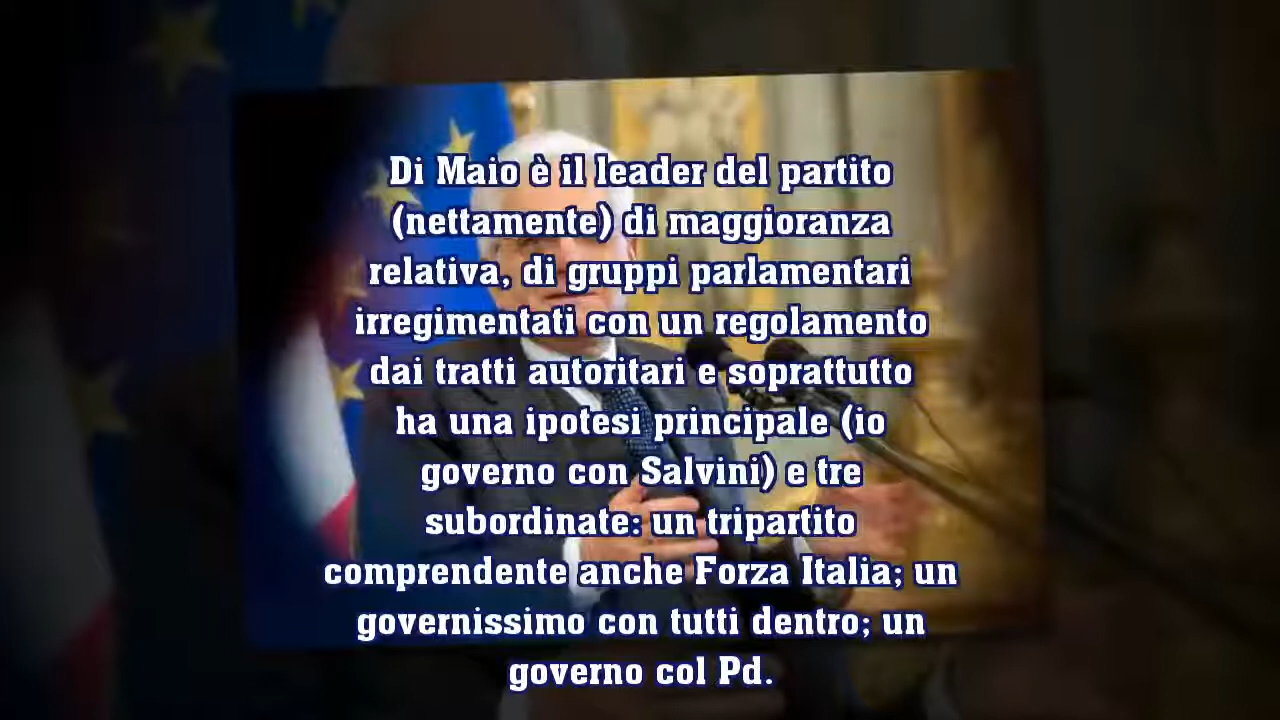 Di Maio è il leader del partito
(nettamente) di maggioranza
relativa, di gruppi parlamentari
irregimentati con un regolamento
dai tratti autoritari e soprattutto
ha una ipotesi principale (io
governo con Salvini) e tre
subordinate: un tripartito
comprendente anche Forza Italia; un
governissimo con tutti dentro; un
governo col Pd.